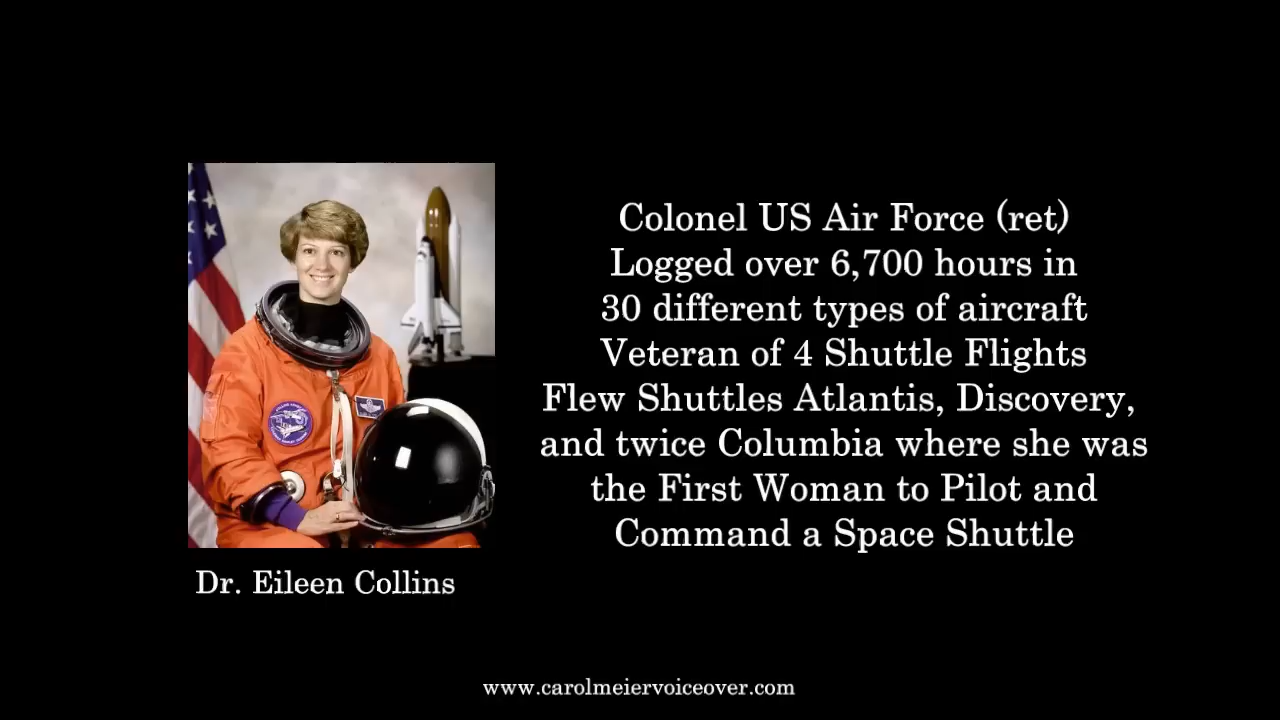 Colonel US Air Force (ret)
Logged over 6,700 hours in
30 different types of aircraft
Veteran of 4 Shuttle Flights
Flew Shuttles Atlantis, Discovery,
and twice Columbia where she was
the First Woman to Pilot and
Command a Space Shuttle
Dr. Eileen Collins
www.carolmeiervoiceover.com